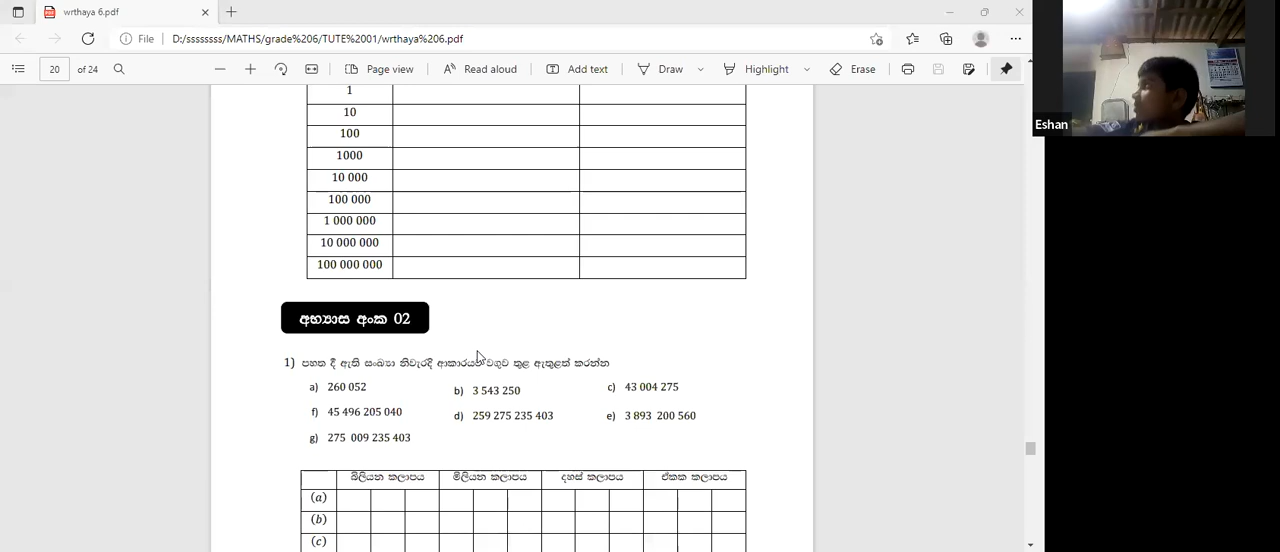 wrthaya 6.pdf
File D:/ssssssss/MATHS/grade%206/TUTE%2001/wrthaya%206.pdf
20 of 24 Page view Read aloud Add text Draw Highlight Erase
Eshan
1
10
100
1000
10 000
100 000
1 000 000
10 000 000
100 000 000
අභ්‍යාස අංක 02
1) පහත දී ඇති සංඛ්‍යා නිවැරදි ආකාරයට වගුව තුළ ඇතුළත් කරන්න
a) 260 052 b) 3 543 250 c) 43 004 275
f) 45 496 205 040 d) 259 275 235 403 e) 3 893 200 560
g) 275 009 235 403
බිලියන කලාපය මිලියන කලාපය දහස් කලාපය ඒකක කලාපය
(a)
(b)
(c)